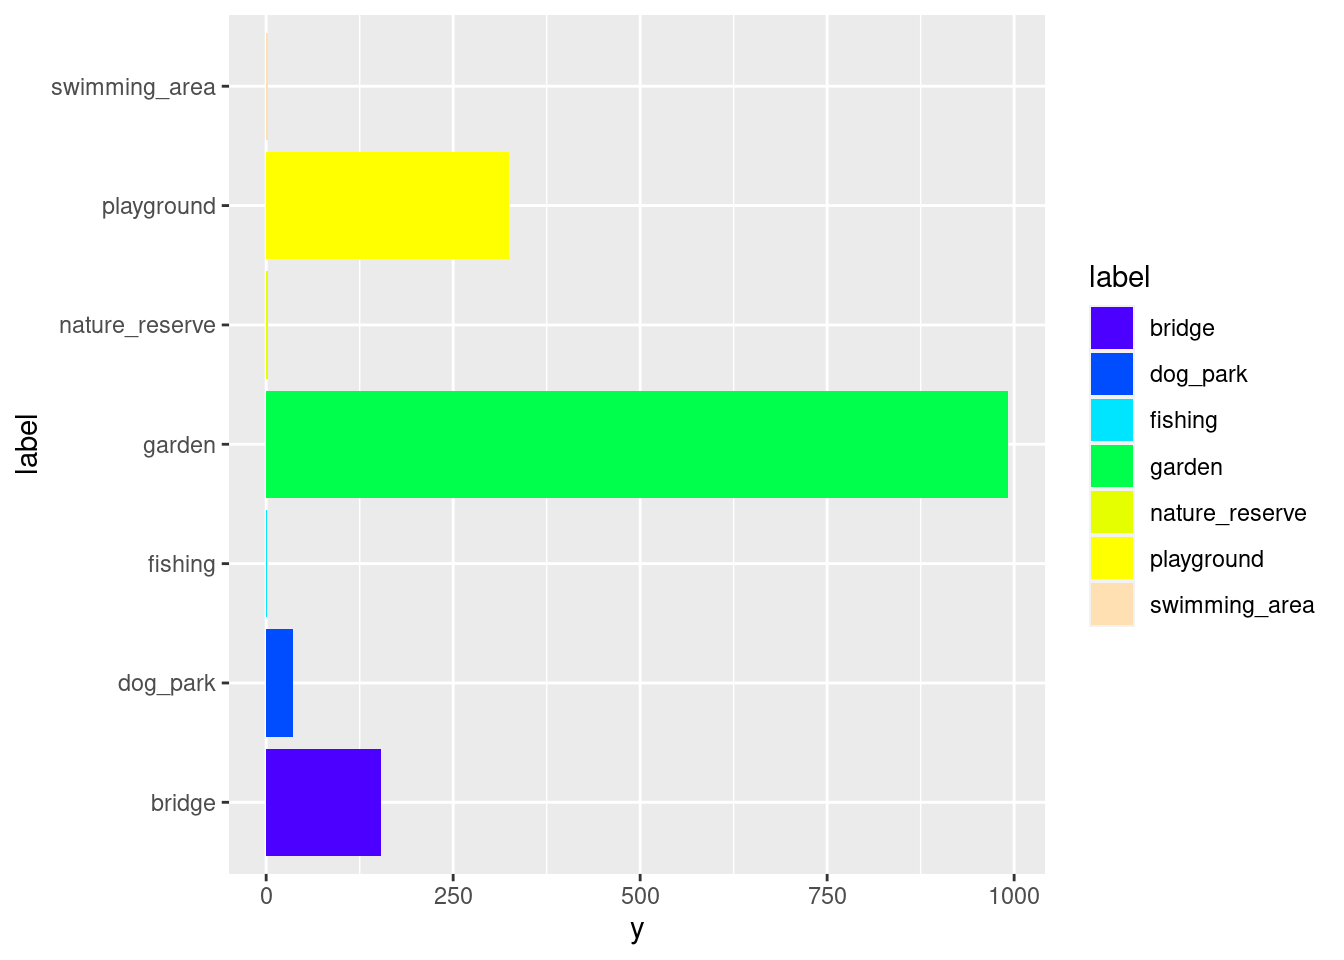 swimming_area
playground
nature_reserve
garden
fishing
dog_park
bridge
label
0 250 500 750 1000
y
label
bridge
dog_park
fishing
garden
nature_reserve
playground
swimming_area